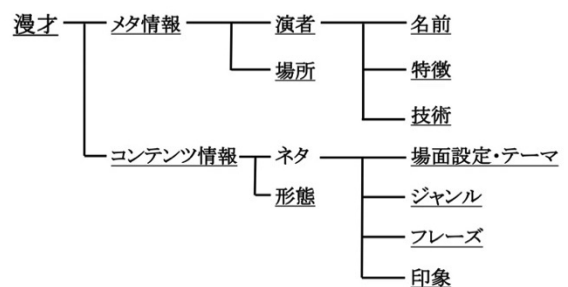 漫才 メタ情報 演者 名前
場所 特徴
技術
コンテンツ情報 ネタ 場面設定・テーマ
形態 ジャンル
フレーズ
印象